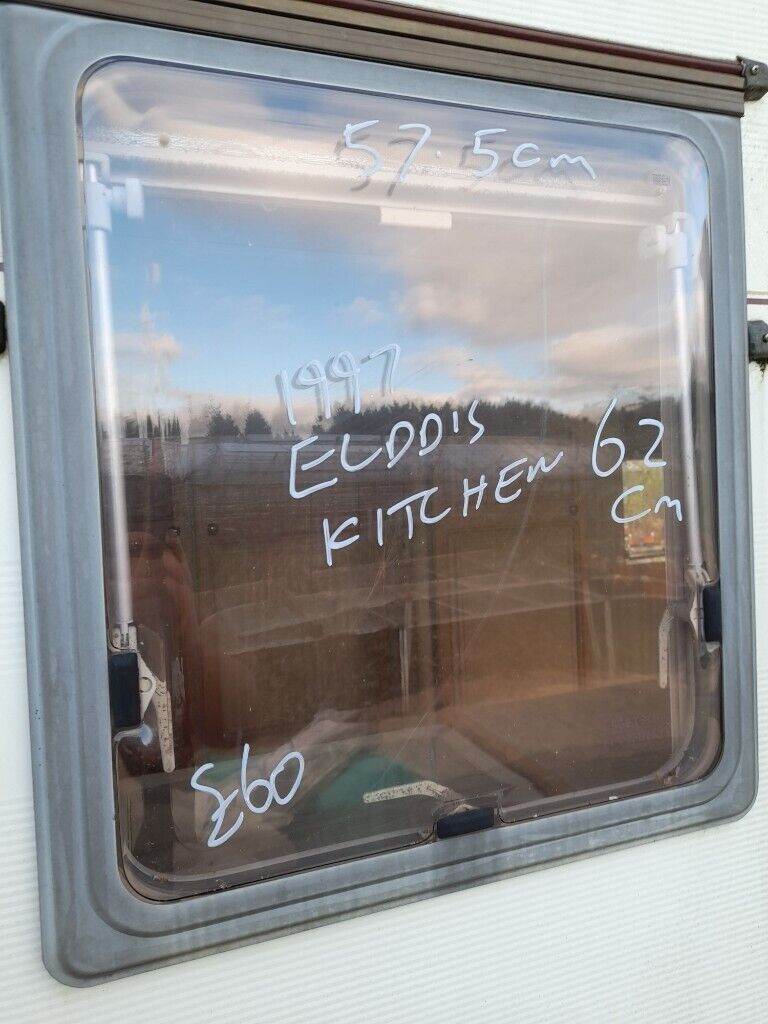 57.5cm
1997
ELDDIS
KITCHEN
62
cm
£60